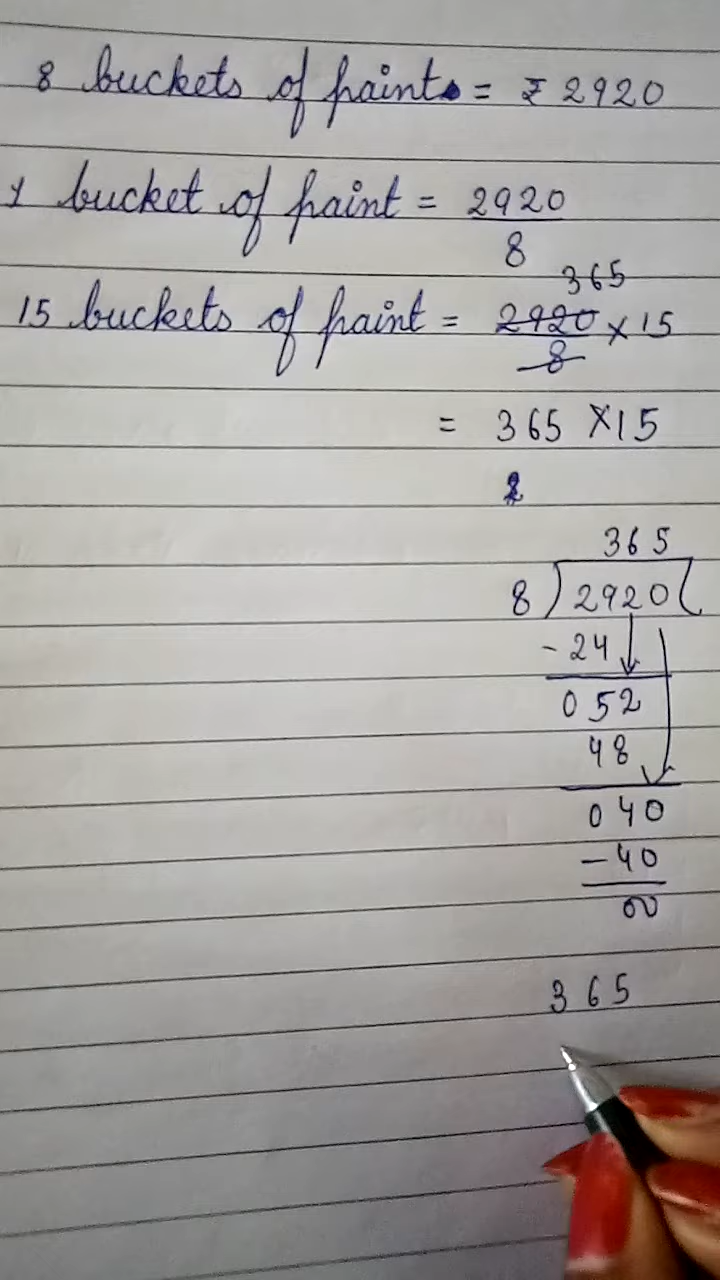 8 buckets of paint = ₹ 2920
1 bucket of paint = 2920
8
365
15 buckets of paint = 2920 × 15
8
= 365 × 15
365
8 ) 2920 (
- 24
052
48
040
- 40
00
365